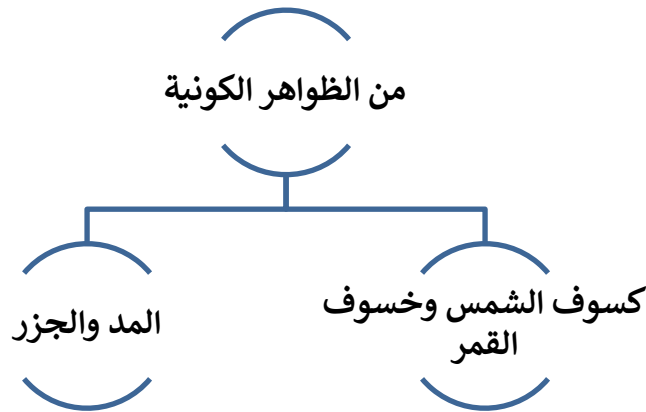 من الظواهر الكونية
كسوف الشمس وخسوف
القمر
المد والجزر